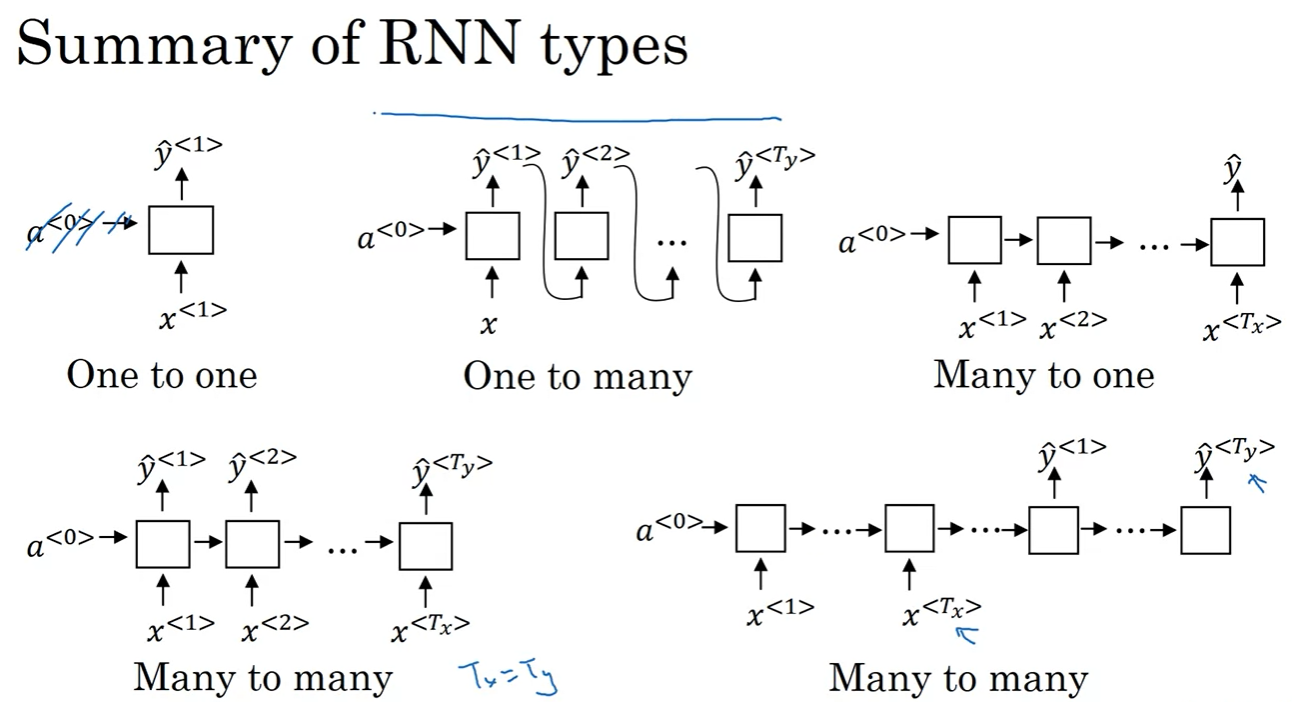 Summary of RNN types
ŷ<1>
a<0>
x<1>
One to one
ŷ<1> ŷ<2> ŷ<Ty>
a<0> ...
x
One to many
ŷ
a<0> ...
x<1> x<2> x<Tx>
Many to one
ŷ<1> ŷ<2> ŷ<Ty>
a<0> ...
x<1> x<2> x<Tx>
Many to many
Tx=Ty
ŷ<1> ŷ<Ty>
a<0> ... ... ...
x<1> x<Tx>
Many to many